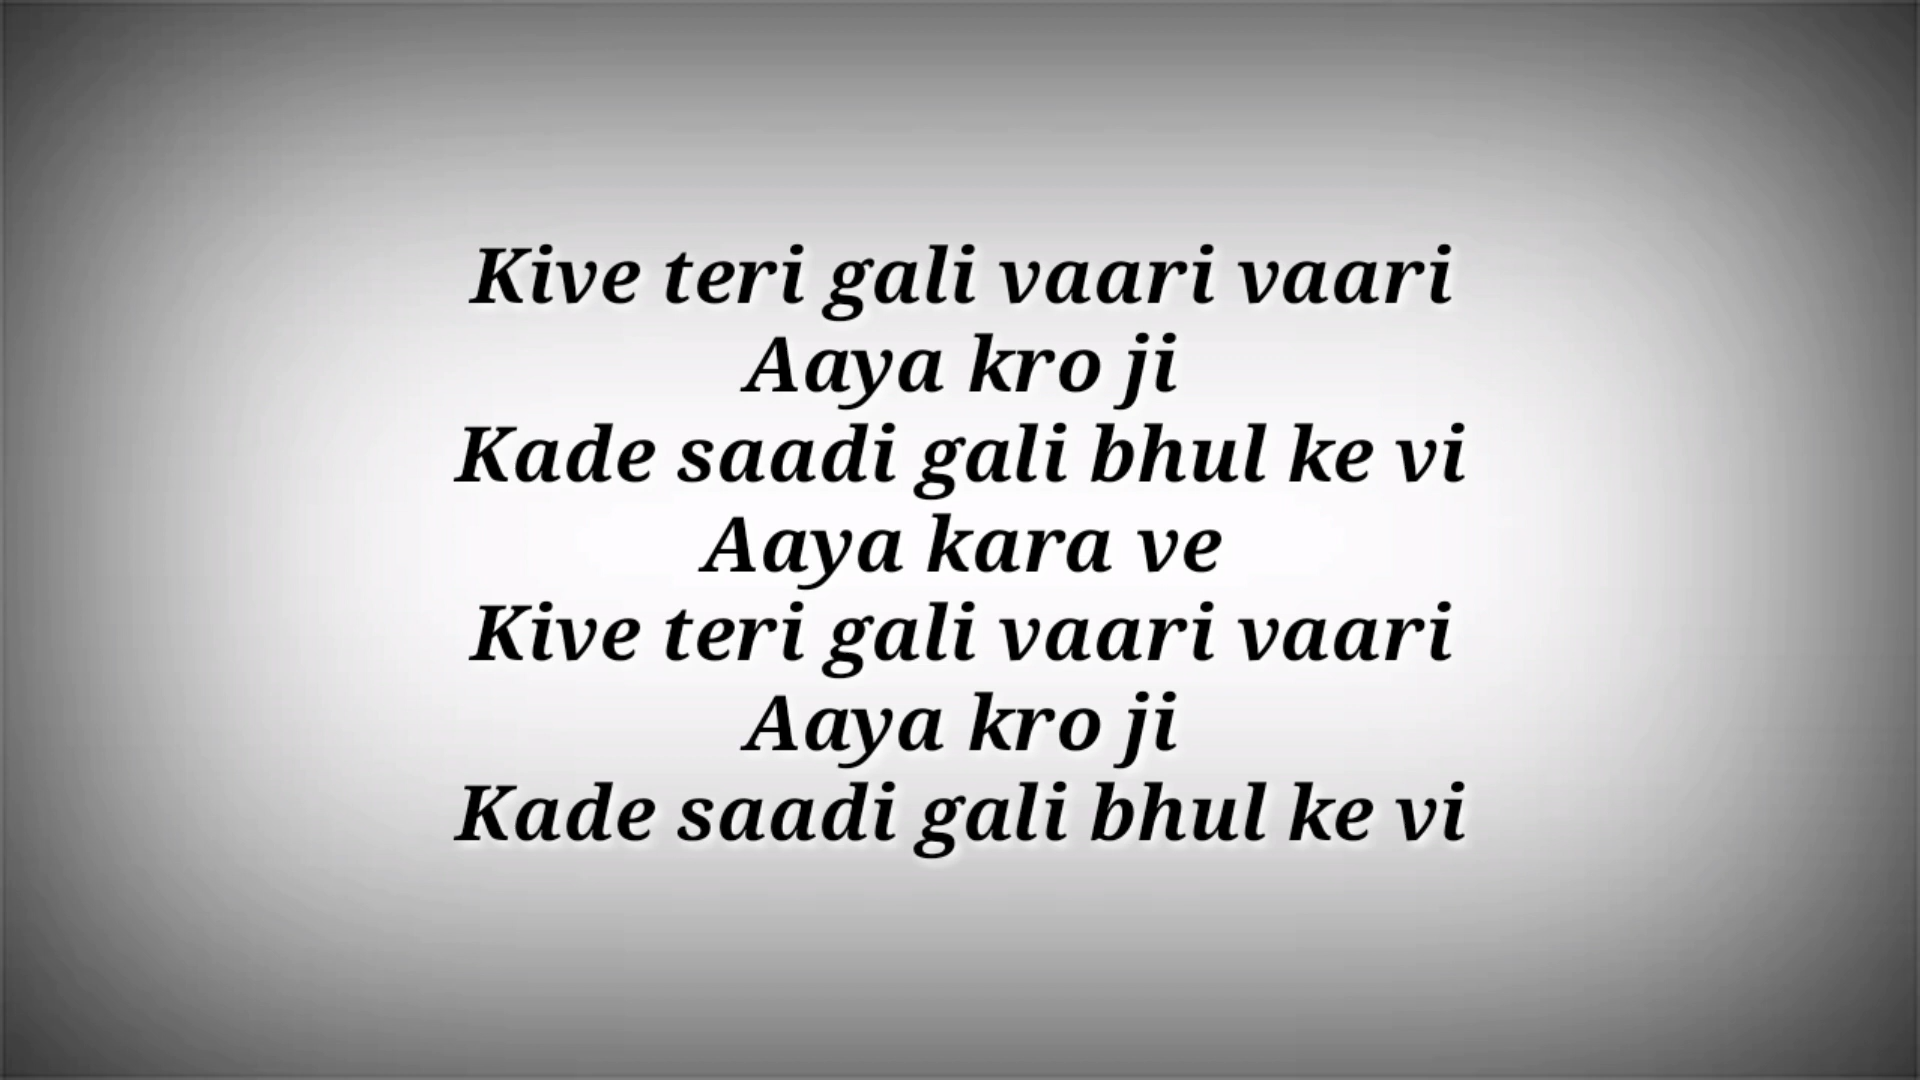 Kive teri gali vaari vaari
Aaya kro ji
Kade saadi gali bhul ke vi
Aaya kara ve
Kive teri gali vaari vaari
Aaya kro ji
Kade saadi gali bhul ke vi